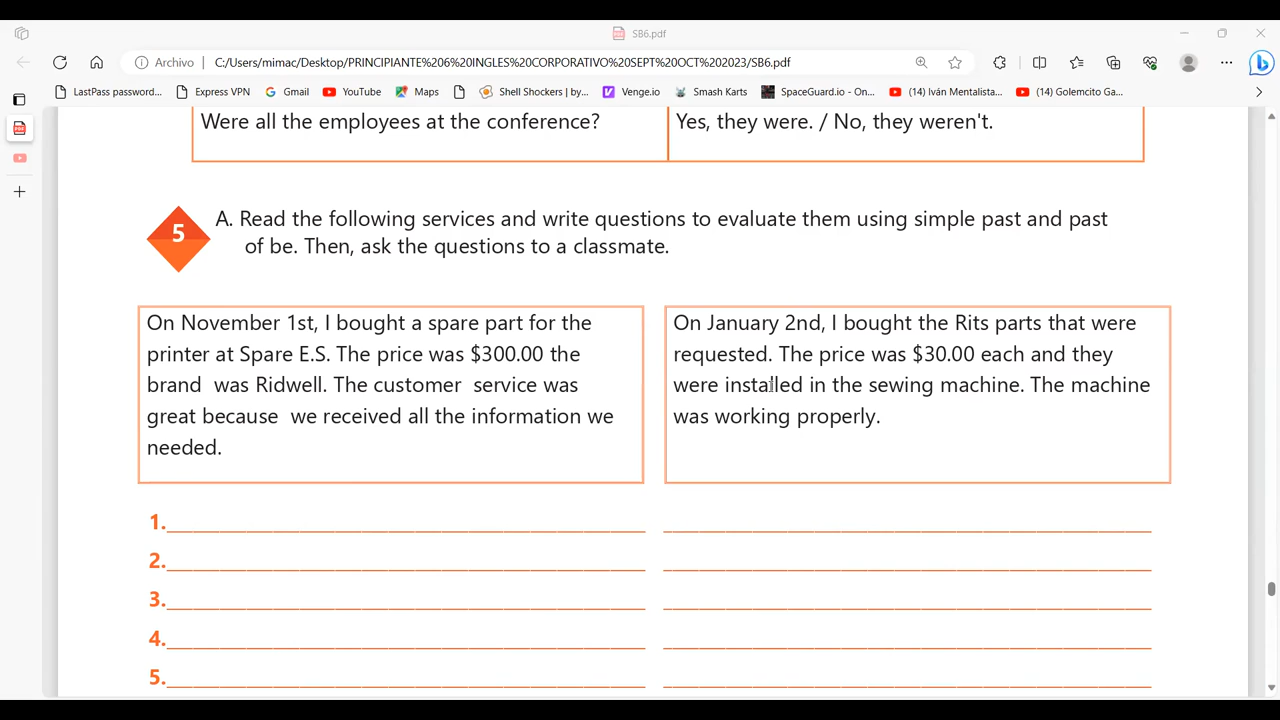 SB6.pdf
Archivo C:/Users/mimac/Desktop/PRINCIPIANTE%206%20INGLES%20CORPORATIVO%20SEPT%20OCT%202023/SB6.pdf
LastPass password... Express VPN Gmail YouTube Maps Shell Shockers | by... Venge.io Smash Karts SpaceGuard.io - On... (14) Iván Mentalista... (14) Golemcito Ga...
Were all the employees at the conference? Yes, they were. / No, they weren't.
5 A. Read the following services and write questions to evaluate them using simple past and past
of be. Then, ask the questions to a classmate.
On November 1st, I bought a spare part for the
printer at Spare E.S. The price was $300.00 the
brand was Ridwell. The customer service was
great because we received all the information we
needed.
On January 2nd, I bought the Rits parts that were
requested. The price was $30.00 each and they
were installed in the sewing machine. The machine
was working properly.
1.
2.
3.
4.
5.